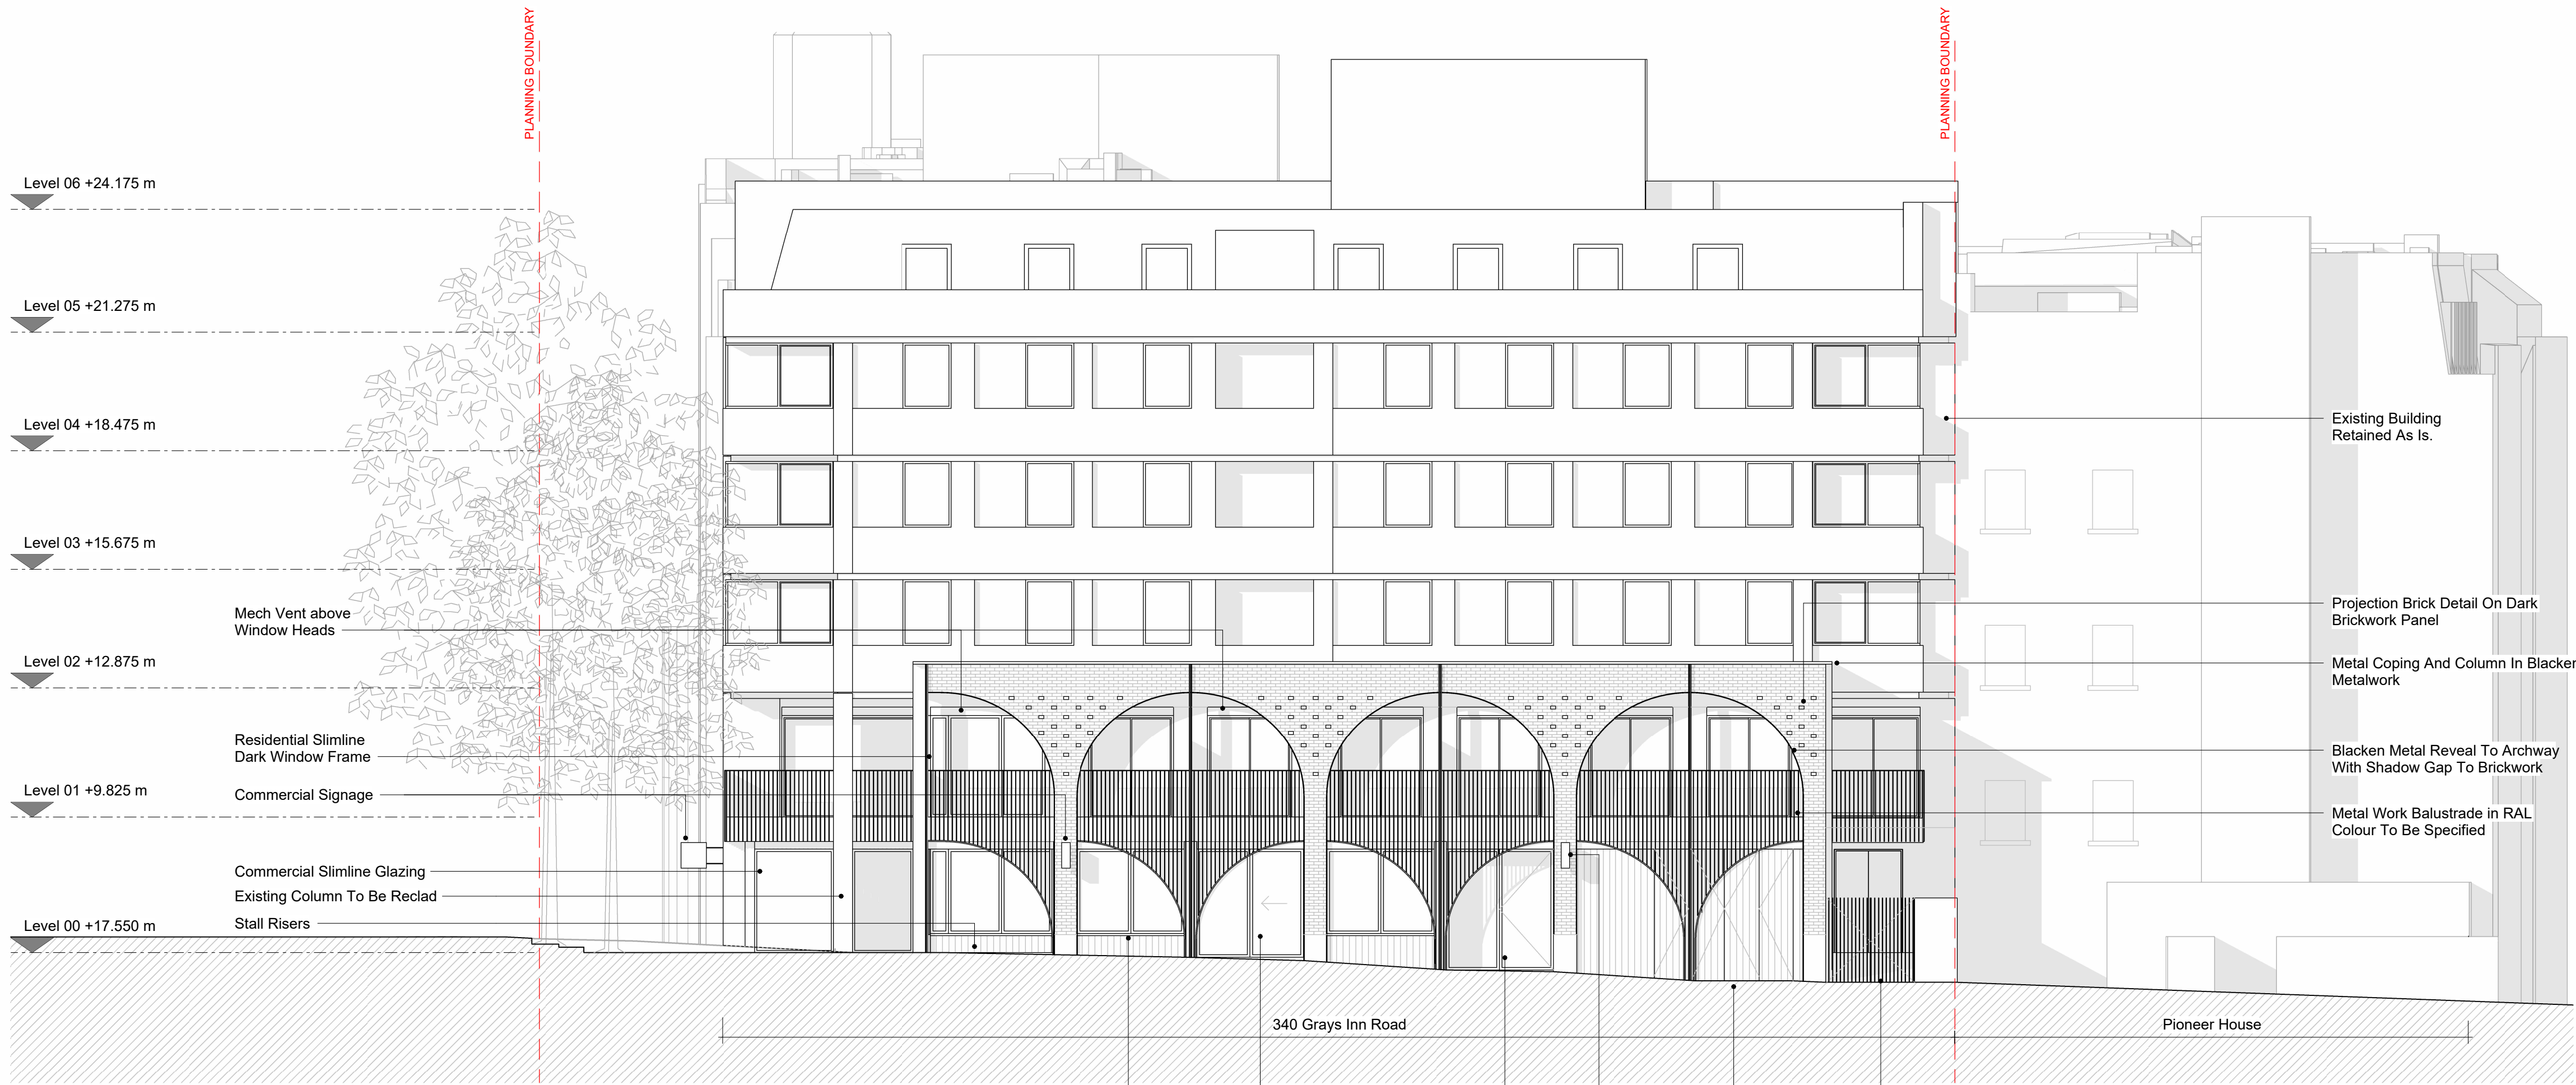 PLANNING BOUNDARY
PLANNING BOUNDARY
Level 06 +24.175 m
Level 05 +21.275 m
Level 04 +18.475 m
Level 03 +15.675 m
Mech Vent above
Window Heads
Level 02 +12.875 m
Residential Slimline
Dark Window Frame
Level 01 +9.825 m
Commercial Signage
Commercial Slimline Glazing
Existing Column To Be Reclad
Stall Risers
Level 00 +17.550 m
Existing Building
Retained As Is.
Projection Brick Detail On Dark
Brickwork Panel
Metal Coping And Column In Blacken
Metalwork
Blacken Metal Reveal To Archway
With Shadow Gap To Brickwork
Metal Work Balustrade in RAL
Colour To Be Specified
340 Grays Inn Road
Pioneer House